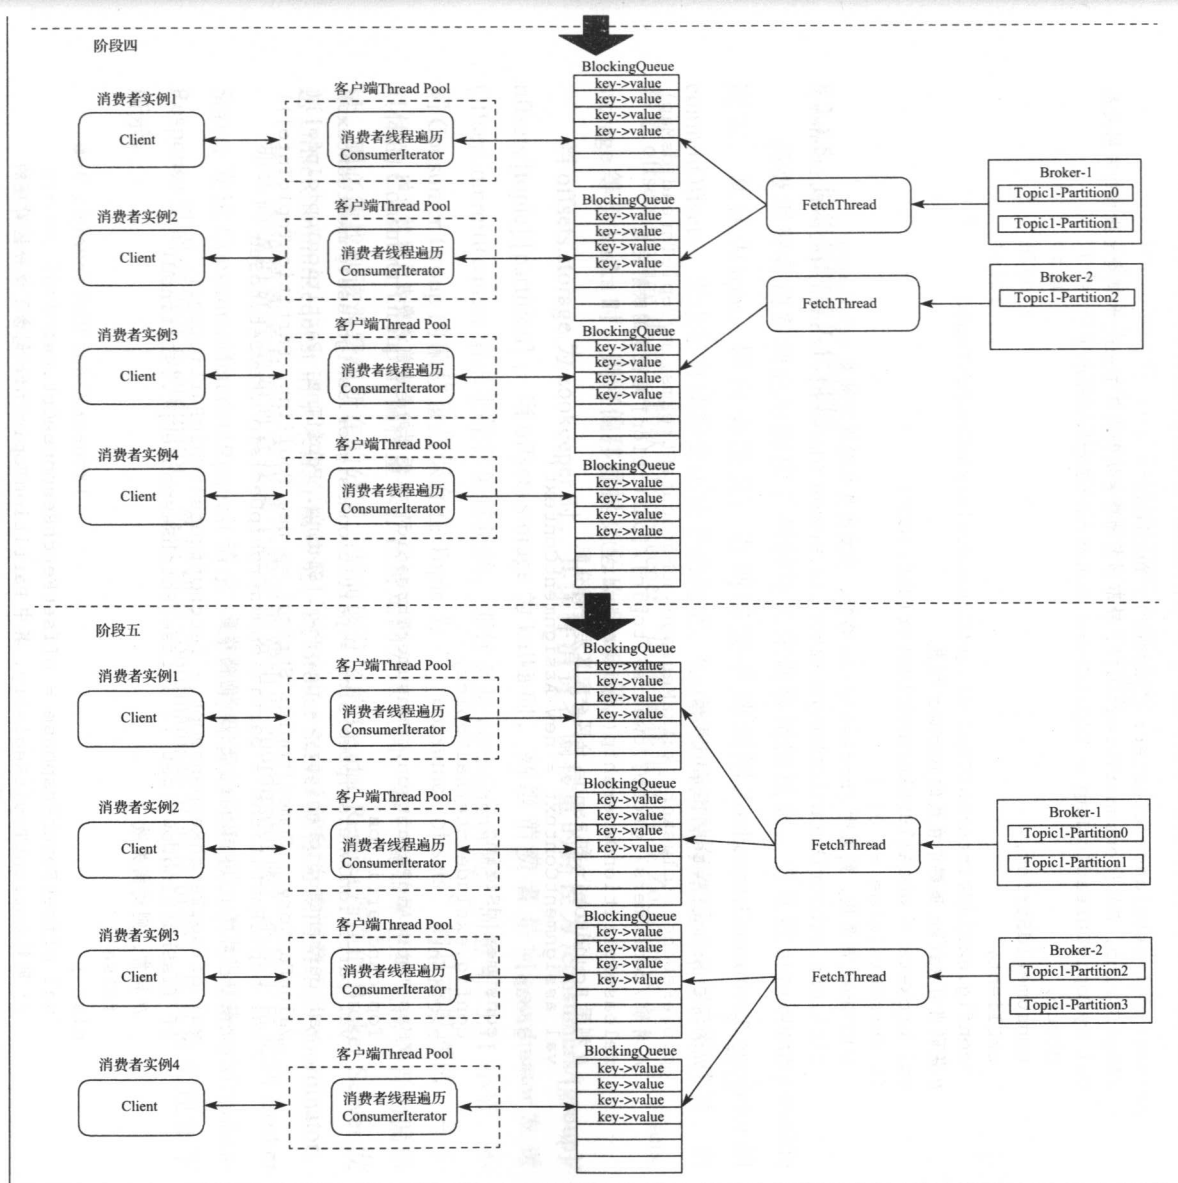 阶段四
BlockingQueue
key->value
key->value
key->value
key->value
消费者实例1
客户端Thread Pool
Client
消费者线程遍历
ConsumerIterator
Broker-1
Topic1-Partition0
Topic1-Partition1
FetchThread
消费者实例2
客户端Thread Pool
BlockingQueue
key->value
key->value
key->value
key->value
Client
消费者线程遍历
ConsumerIterator
Broker-2
Topic1-Partition2
FetchThread
消费者实例3
客户端Thread Pool
BlockingQueue
key->value
key->value
key->value
key->value
Client
消费者线程遍历
ConsumerIterator
消费者实例4
客户端Thread Pool
BlockingQueue
key->value
key->value
key->value
key->value
Client
消费者线程遍历
ConsumerIterator
阶段五
BlockingQueue
key->value
key->value
key->value
key->value
消费者实例1
客户端Thread Pool
Client
消费者线程遍历
ConsumerIterator
消费者实例2
客户端Thread Pool
BlockingQueue
key->value
key->value
key->value
key->value
Client
消费者线程遍历
ConsumerIterator
FetchThread
Broker-1
Topic1-Partition0
Topic1-Partition1
消费者实例3
客户端Thread Pool
BlockingQueue
key->value
key->value
key->value
key->value
Client
消费者线程遍历
ConsumerIterator
FetchThread
Broker-2
Topic1-Partition2
Topic1-Partition3
消费者实例4
客户端Thread Pool
BlockingQueue
key->value
key->value
key->value
key->value
Client
消费者线程遍历
ConsumerIterator